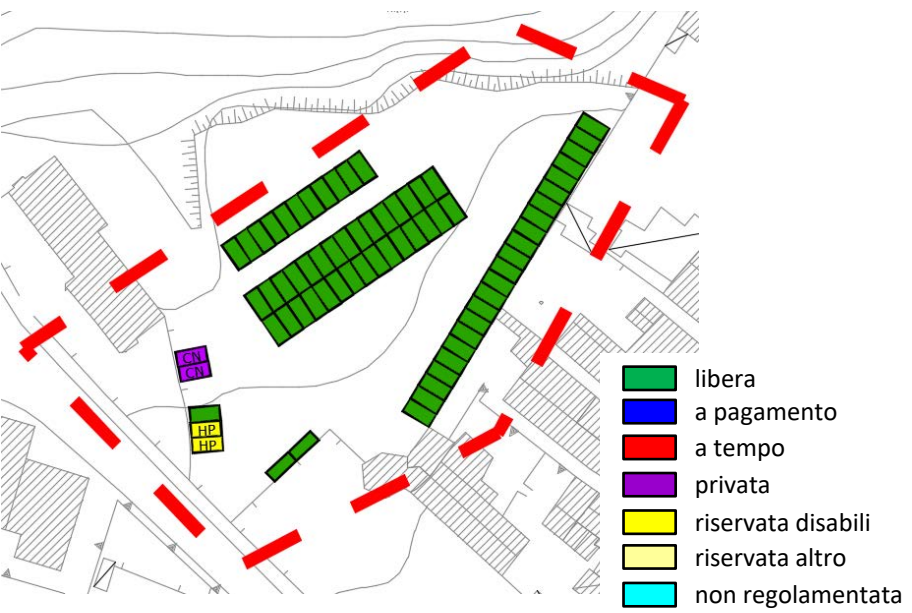 CN
CN
HP
HP
libera
a pagamento
a tempo
privata
riservata disabili
riservata altro
non regolamentata